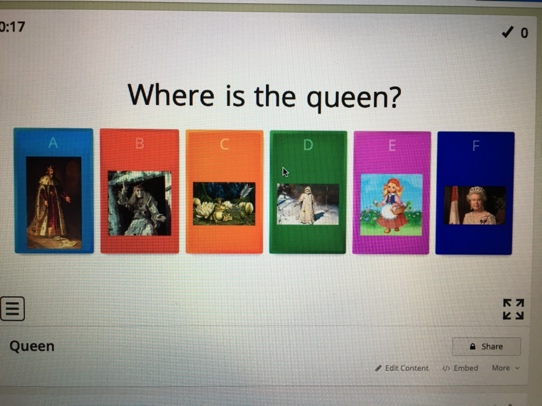 0:17
✓ 0
Where is the queen?
A B C D E F
Queen
Share
Edit Content Embed More